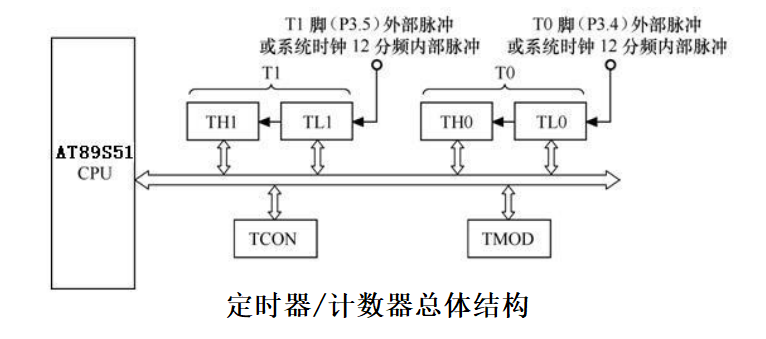 T1 脚(P3.5)外部脉冲
或系统时钟 12 分频内部脉冲
T0 脚(P3.4)外部脉冲
或系统时钟 12 分频内部脉冲
T1
T0
TH1
TL1
TH0
TL0
AT89S51
CPU
TCON
TMOD
定时器/计数器总体结构